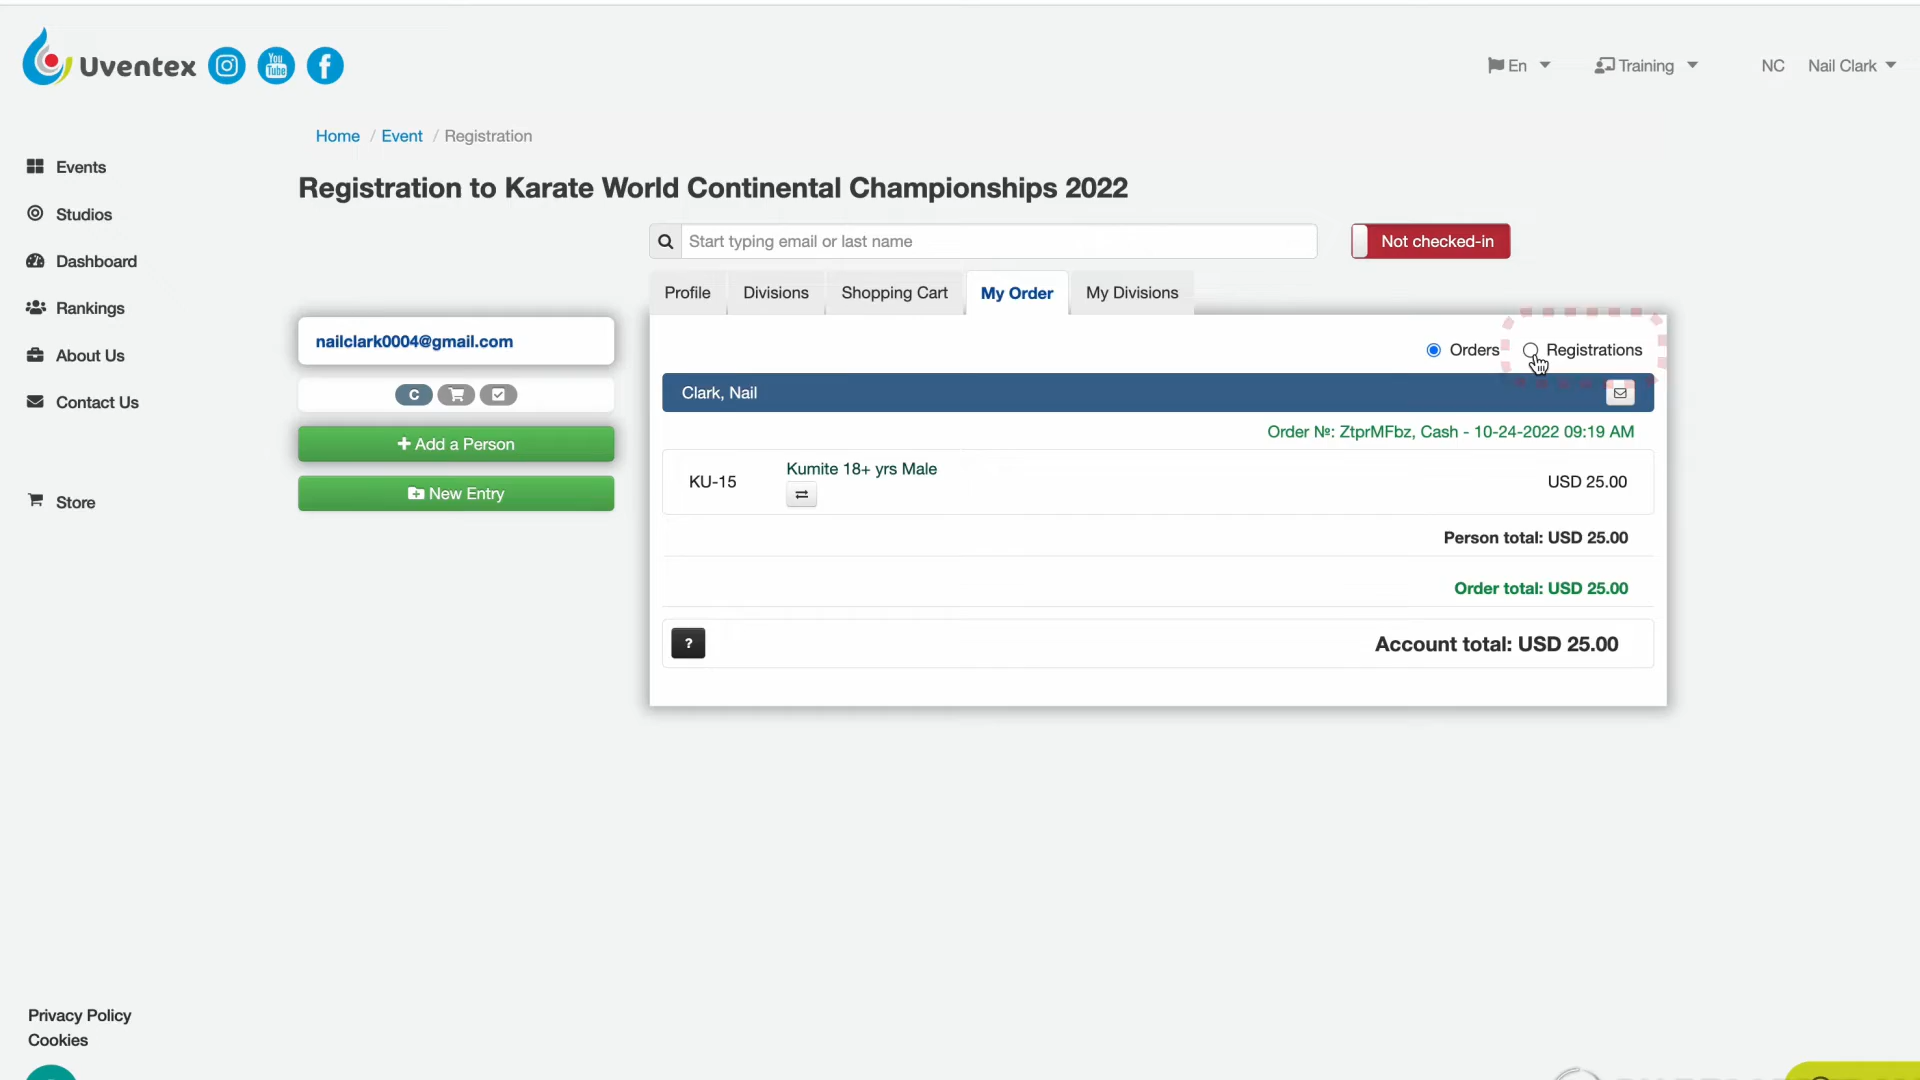 Uventex
You
Tube
En
Training
NC
Nail Clark
Home / Event / Registration
Events
Studios
Dashboard
Rankings
About Us
Contact Us
Store
Registration to Karate World Continental Championships 2022
Start typing email or last name
Not checked-in
Profile
Divisions
Shopping Cart
My Order
My Divisions
nailclark0004@gmail.com
C
+ Add a Person
New Entry
Orders
Registrations
Clark, Nail
Order №: ZtprMFbz, Cash - 10-24-2022 09:19 AM
KU-15
Kumite 18+ yrs Male
USD 25.00
Person total: USD 25.00
Order total: USD 25.00
?
Account total: USD 25.00
Privacy Policy
Cookies